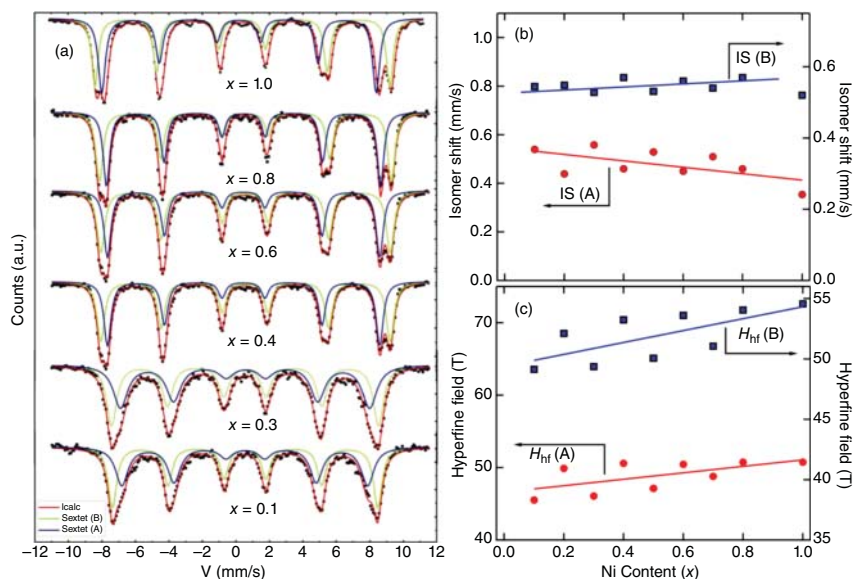 (a)
x = 1.0
x = 0.8
x = 0.6
x = 0.4
x = 0.3
x = 0.1
Counts (a.u.)
Icalc
Sextet (B)
Sextet (A)
−12 −10 −8 −6 −4 −2 0 2 4 6 8 10 12
V (mm/s)
(b)
IS (B)
IS (A)
1.0
0.8
0.6
0.4
0.2
0.0
Isomer shift (mm/s)
0.6
0.4
0.2
0.0
Isomer shift (mm/s)
(c)
Hhf (B)
Hhf (A)
70
60
50
40
Hyperfine field (T)
55
50
45
40
35
Hyperfine field (T)
0.0 0.2 0.4 0.6 0.8 1.0
Ni Content (x)